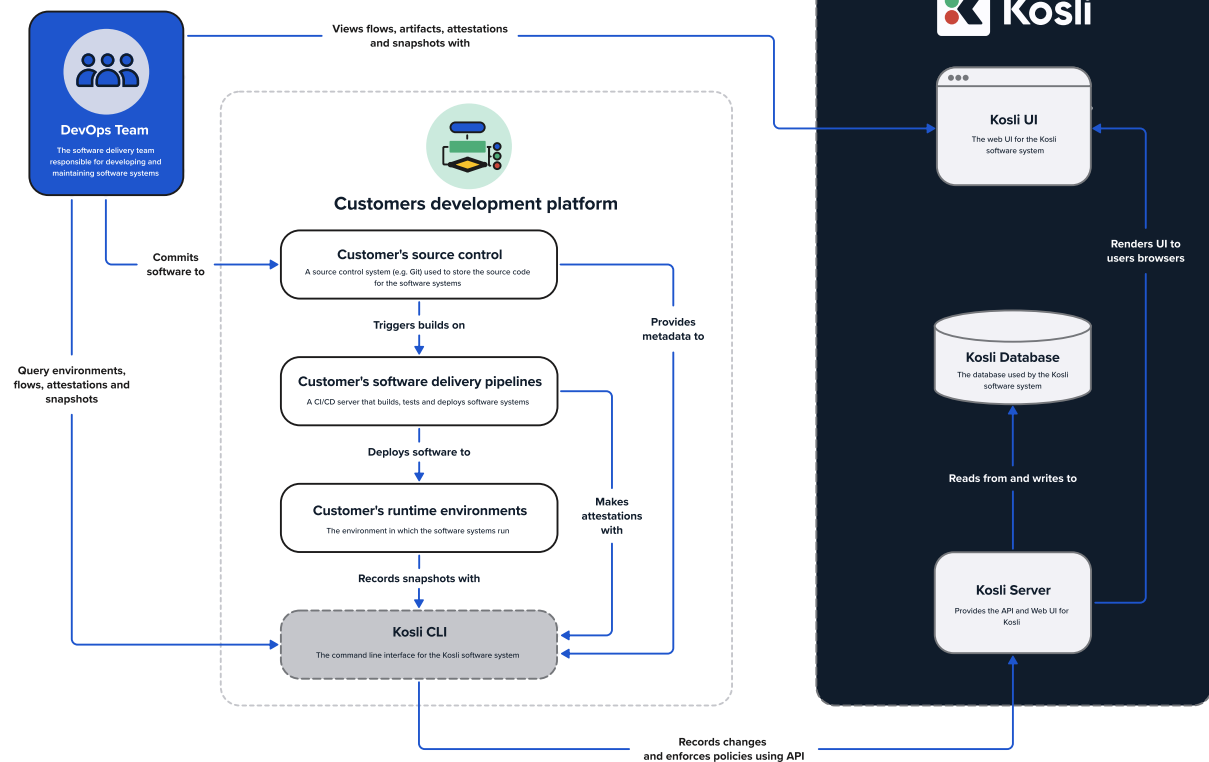 Kosli
Views flows, artifacts, attestations
and snapshots with
DevOps Team
The software delivery team
responsible for developing and
maintaining software systems
Kosli UI
The web UI for the Kosli
software system
Customers development platform
Commits
software to
Customer's source control
A source control system (e.g. Git) used to store the source code
for the software systems
Renders UI to
users browsers
Triggers builds on
Provides
metadata to
Query environments,
flows, attestations and
snapshots
Customer's software delivery pipelines
A CI/CD server that builds, tests and deploys software systems
Kosli Database
The database used by the Kosli
software system
Deploys software to
Reads from and writes to
Customer's runtime environments
The environment in which the software systems run
Makes
attestations
with
Records snapshots with
Kosli Server
Provides the API and Web UI for
Kosli
Kosli CLI
The command line interface for the Kosli software system
Records changes
and enforces policies using API